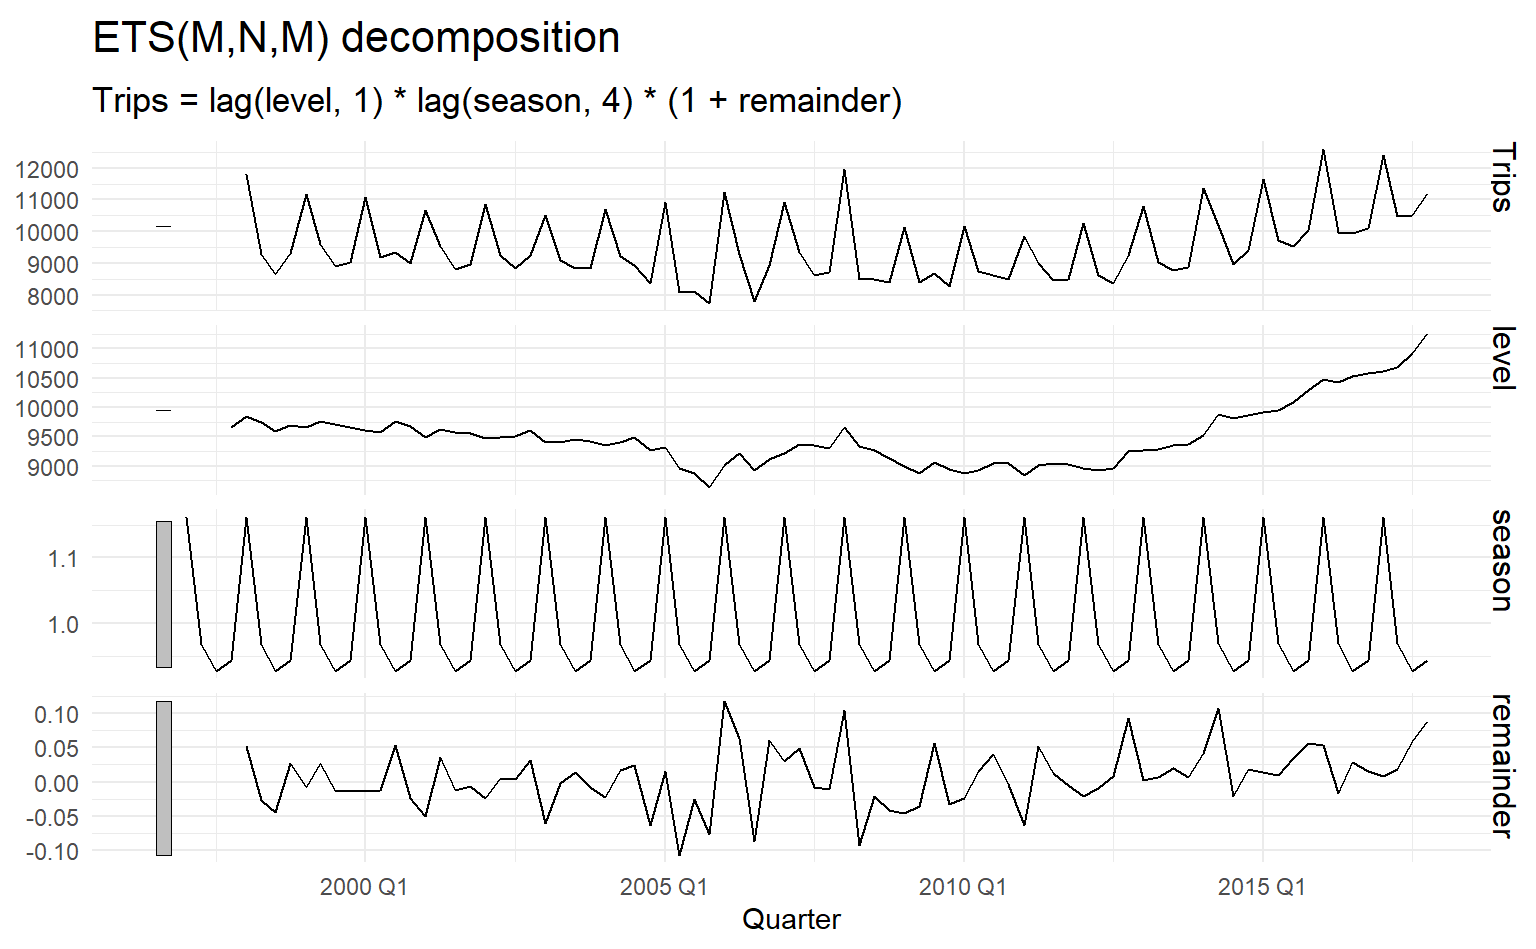 ETS(M,N,M) decomposition
Trips = lag(level, 1) * lag(season, 4) * (1 + remainder)
12000
11000
10000
9000
8000
Trips
11000
10500
10000
9500
9000
level
1.1
1.0
season
0.10
0.05
0.00
-0.05
-0.10
remainder
2000 Q1
2005 Q1
2010 Q1
2015 Q1
Quarter